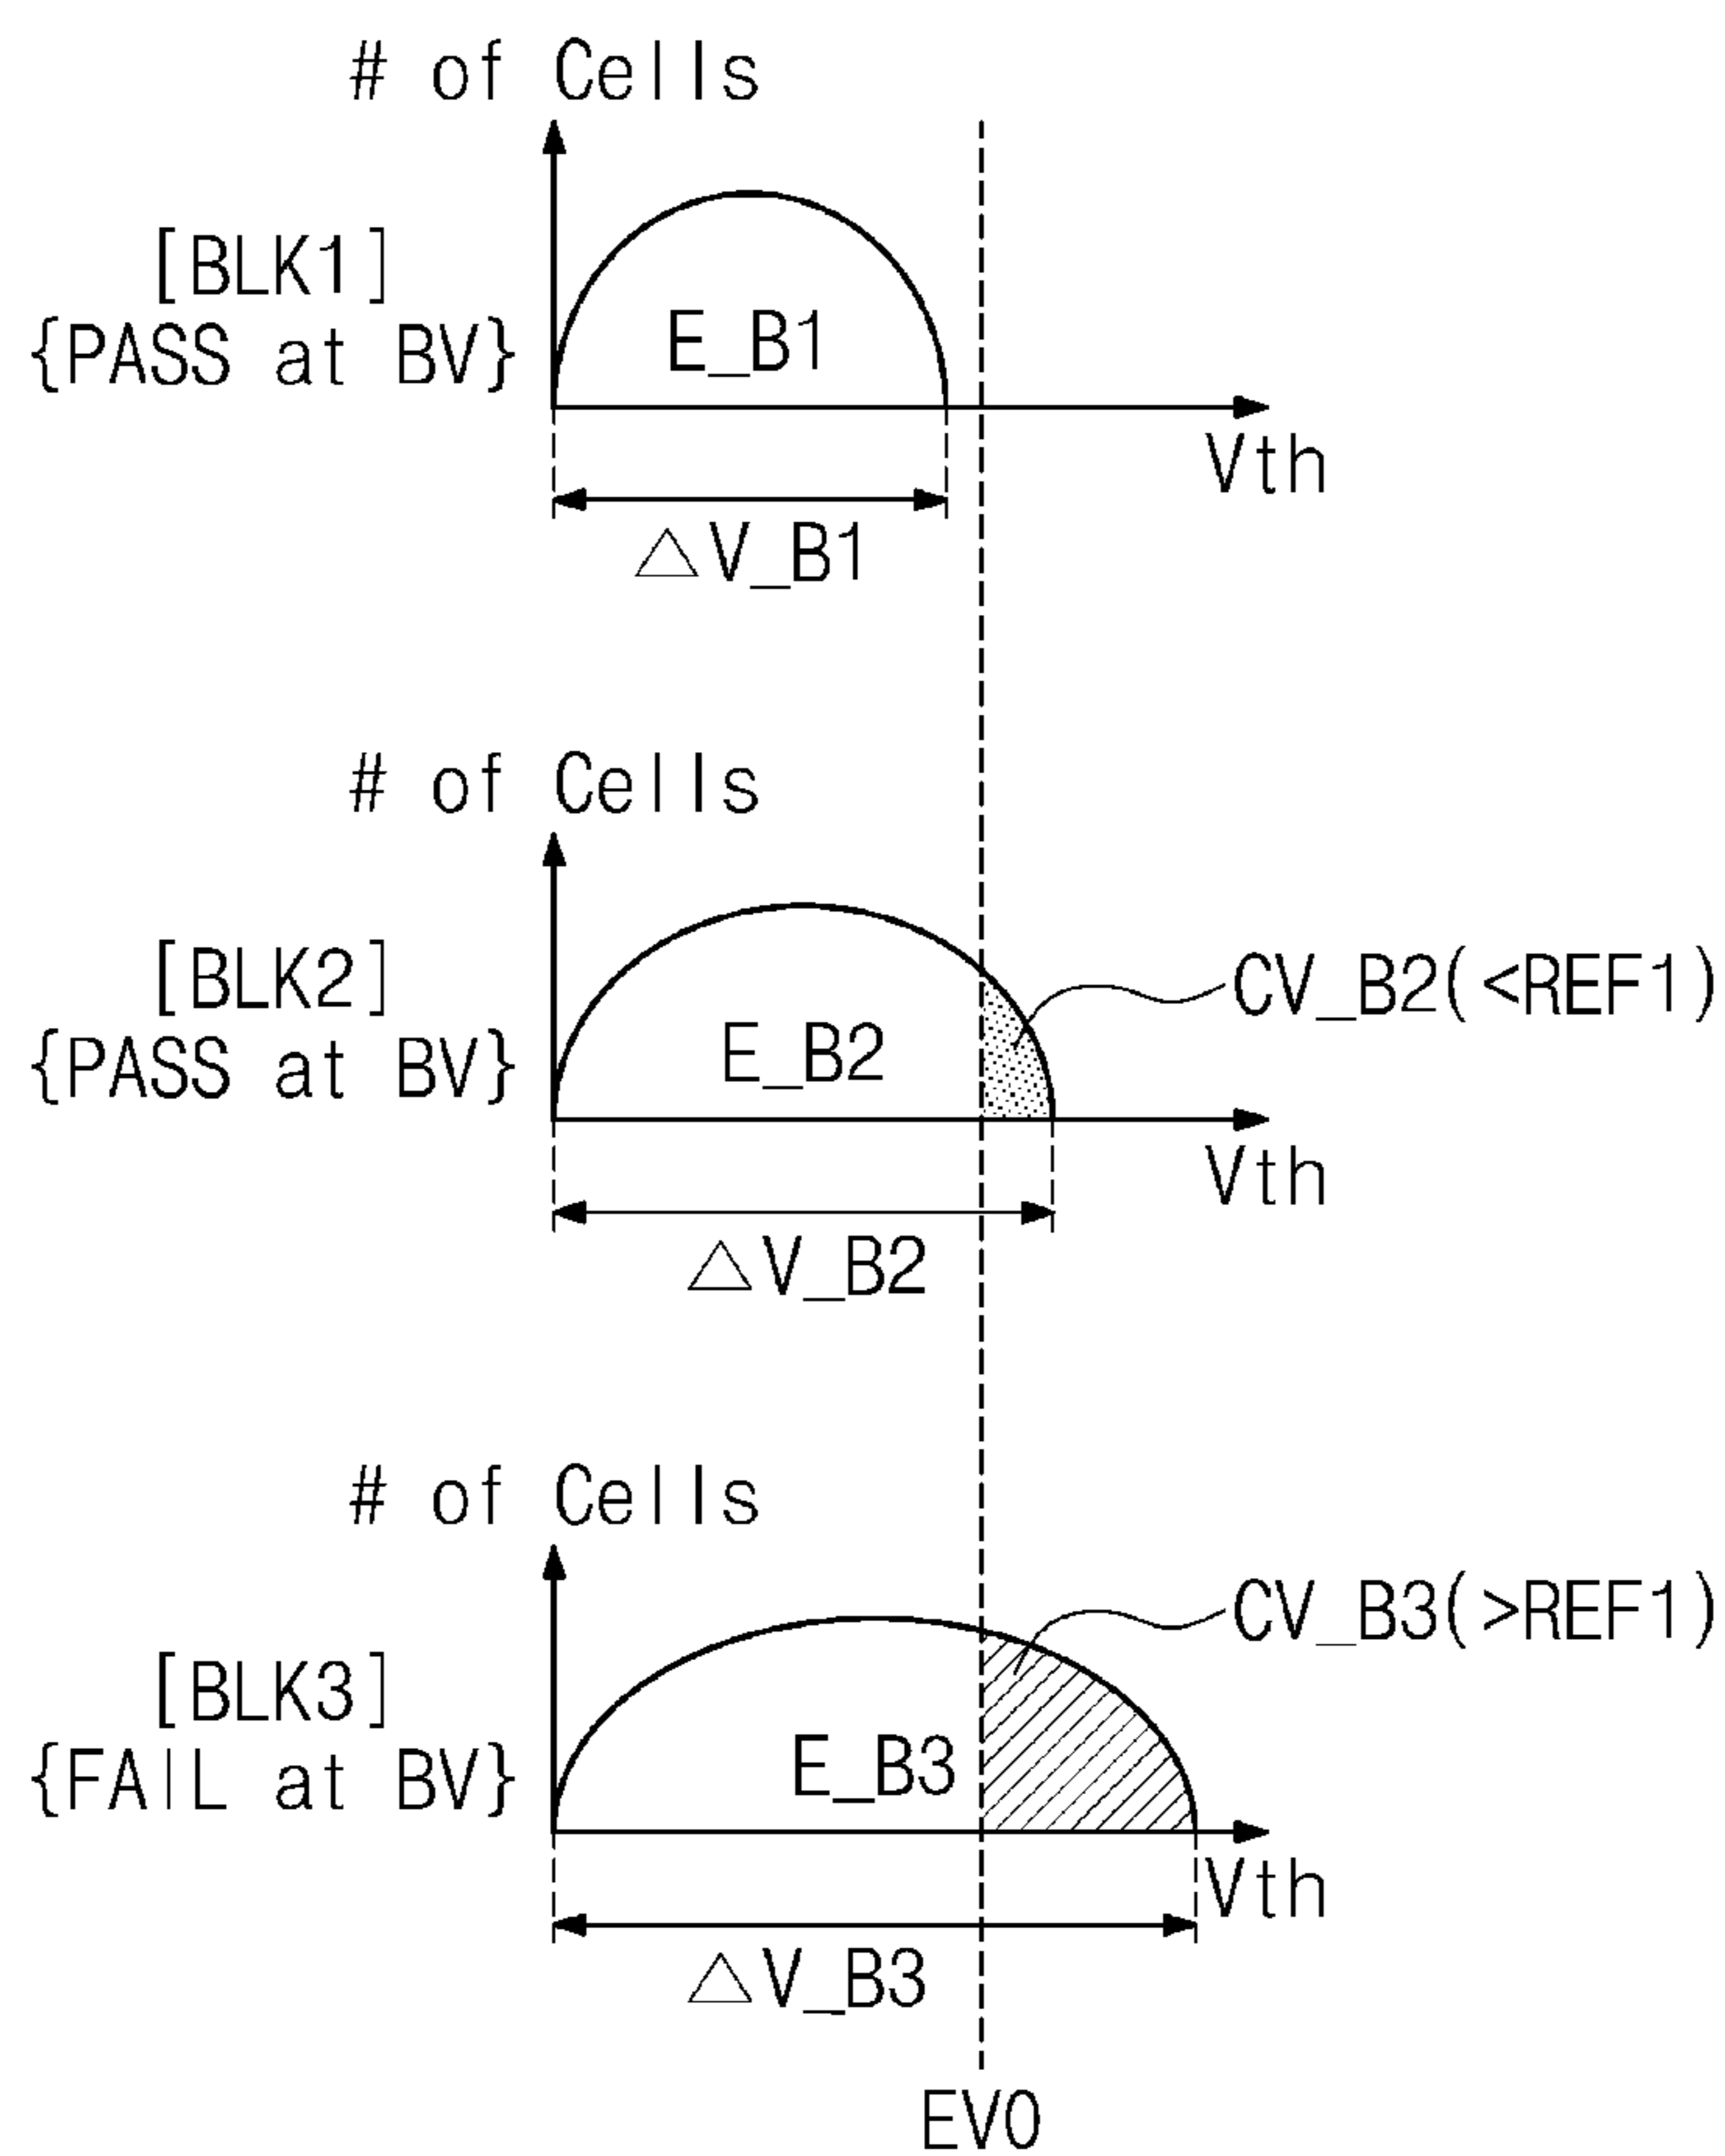 # of Cells
[BLK1]
{PASS at BV}
E_B1
Vth
△V_B1
# of Cells
[BLK2]
{PASS at BV}
E_B2
CV_B2(<REF1)
Vth
△V_B2
# of Cells
[BLK3]
{FAIL at BV}
E_B3
CV_B3(>REF1)
Vth
△V_B3
EV0